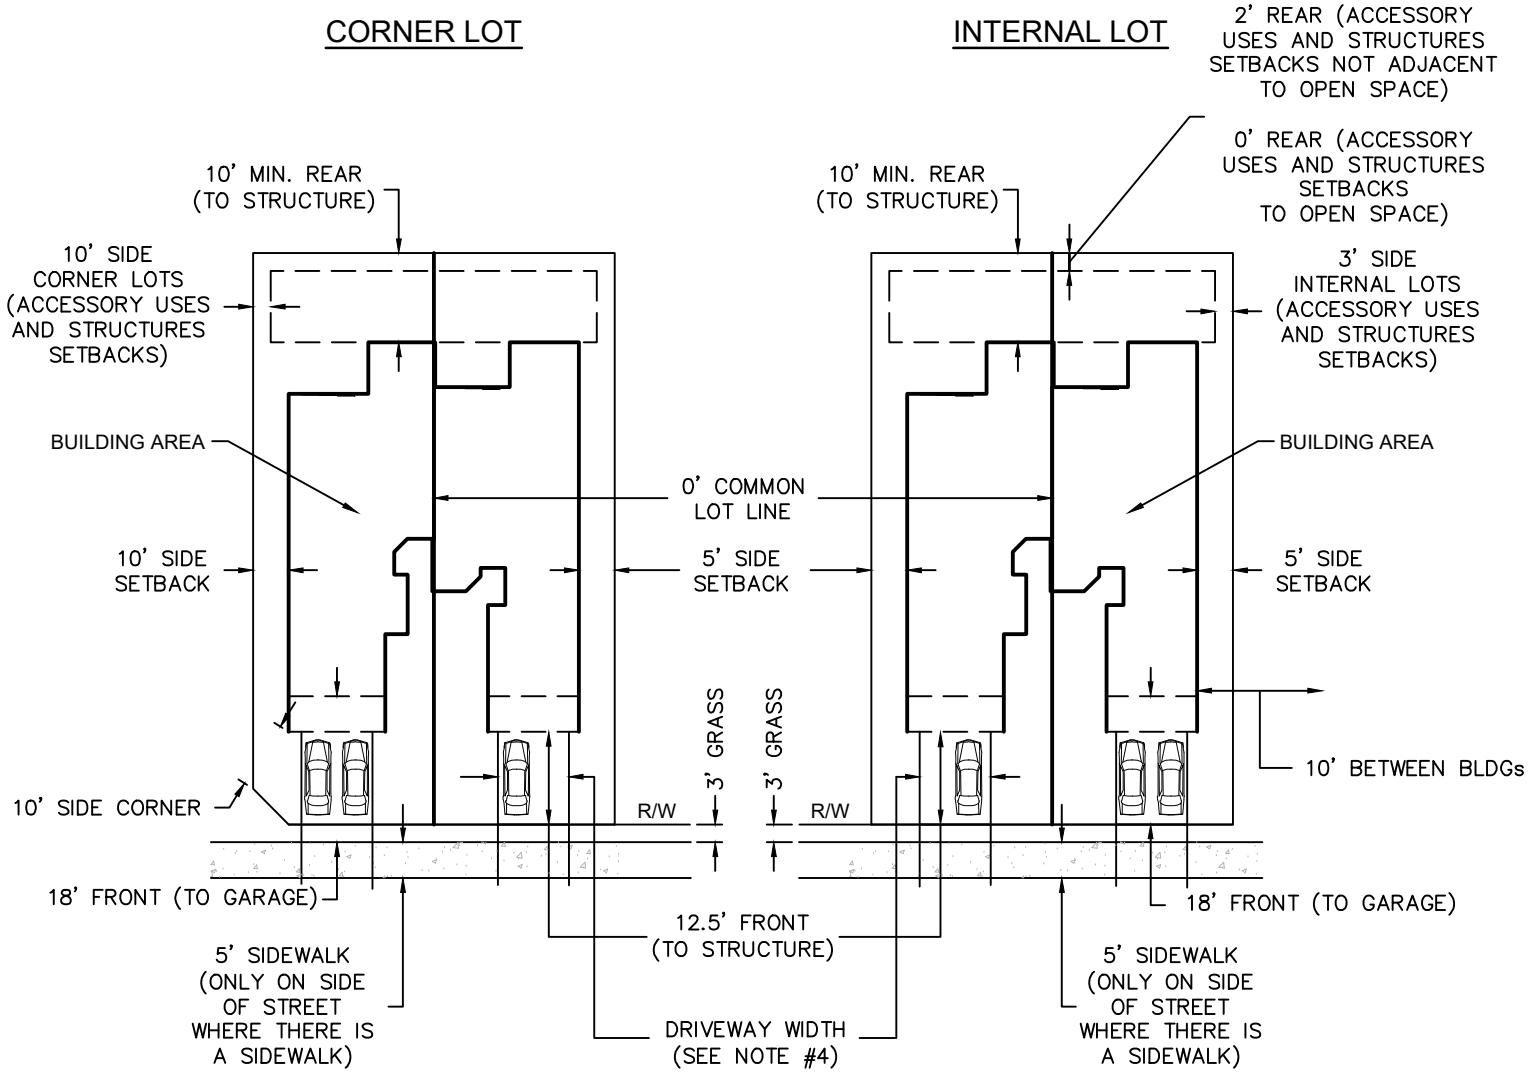 CORNER LOT
INTERNAL LOT
2' REAR (ACCESSORY
USES AND STRUCTURES
SETBACKS NOT ADJACENT
TO OPEN SPACE)
0' REAR (ACCESSORY
USES AND STRUCTURES
SETBACKS
TO OPEN SPACE)
10' MIN. REAR
(TO STRUCTURE)
10' MIN. REAR
(TO STRUCTURE)
10' SIDE
CORNER LOTS
(ACCESSORY USES
AND STRUCTURES
SETBACKS)
3' SIDE
INTERNAL LOTS
(ACCESSORY USES
AND STRUCTURES
SETBACKS)
BUILDING AREA
BUILDING AREA
0' COMMON
LOT LINE
10' SIDE
SETBACK
5' SIDE
SETBACK
5' SIDE
SETBACK
3' GRASS
3' GRASS
10' BETWEEN BLDGs
10' SIDE CORNER
R/W
R/W
18' FRONT (TO GARAGE)
18' FRONT (TO GARAGE)
12.5' FRONT
(TO STRUCTURE)
5' SIDEWALK
(ONLY ON SIDE
OF STREET
WHERE THERE IS
A SIDEWALK)
5' SIDEWALK
(ONLY ON SIDE
OF STREET
WHERE THERE IS
A SIDEWALK)
DRIVEWAY WIDTH
(SEE NOTE #4)